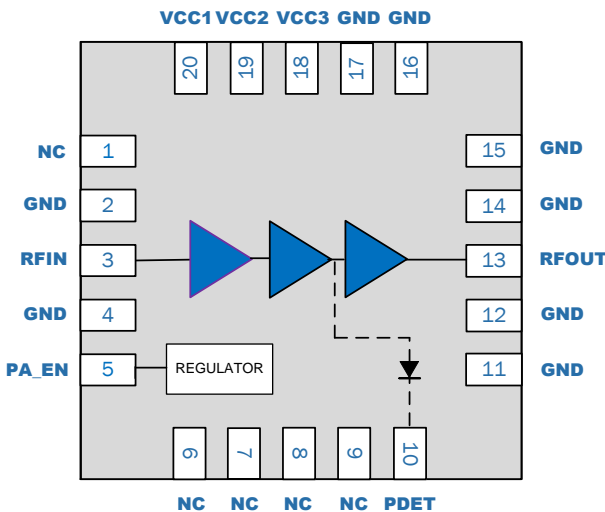 VCC1 VCC2 VCC3 GND GND
20 19 18 17 16
NC 1 15 GND
GND 2 14 GND
RFIN 3 13 RFOUT
GND 4 12 GND
PA_EN 5 REGULATOR 11 GND
6 7 8 9 10
NC NC NC NC PDET